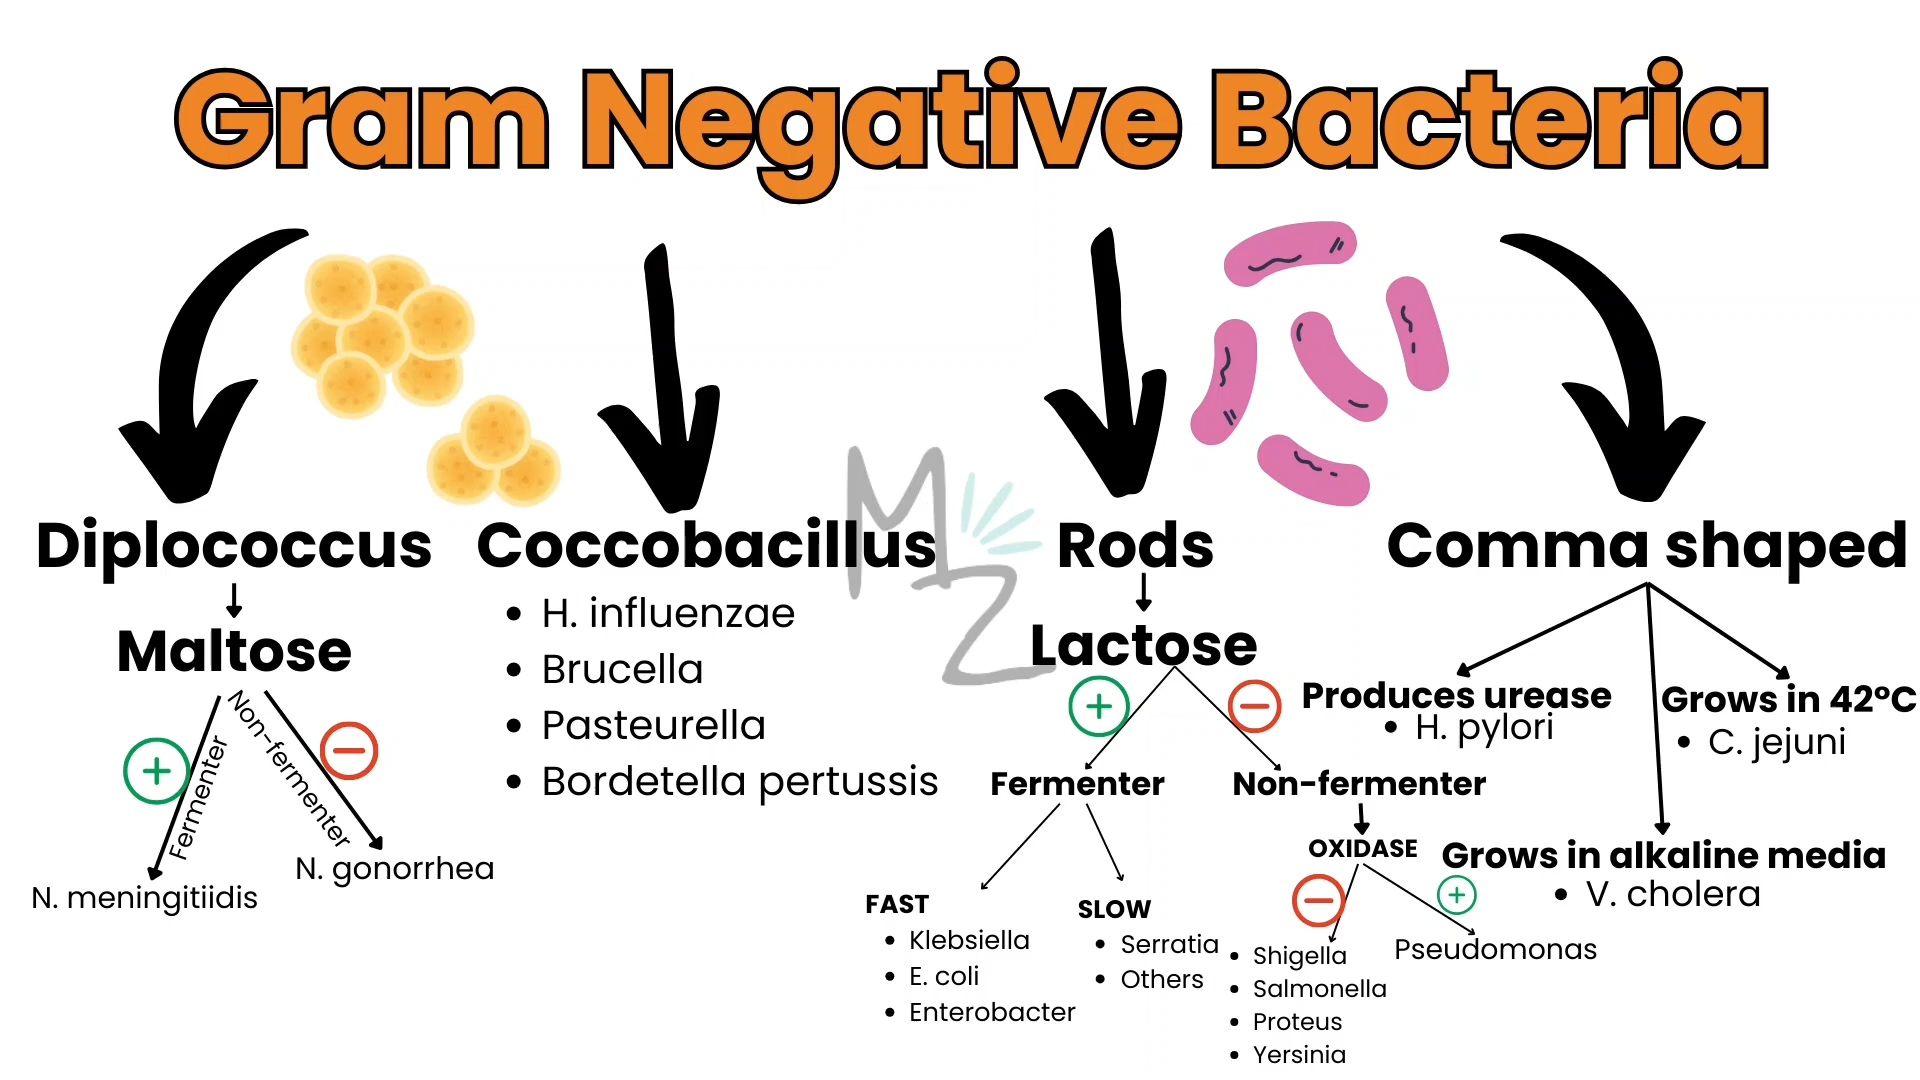 Gram Negative Bacteria
Diplococcus
Maltose
Fermenter
Non-fermenter
N. meningitiidis
N. gonorrhea
Coccobacillus
• H. influenzae
• Brucella
• Pasteurella
• Bordetella pertussis
MZ
Rods
Lactose
Fermenter
FAST
• Klebsiella
• E. coli
• Enterobacter
SLOW
• Serratia
• Others
Non-fermenter
OXIDASE
• Shigella
• Salmonella
• Proteus
• Yersinia
Pseudomonas
Comma shaped
Produces urease
• H. pylori
Grows in alkaline media
• V. cholera
Grows in 42°C
• C. jejuni